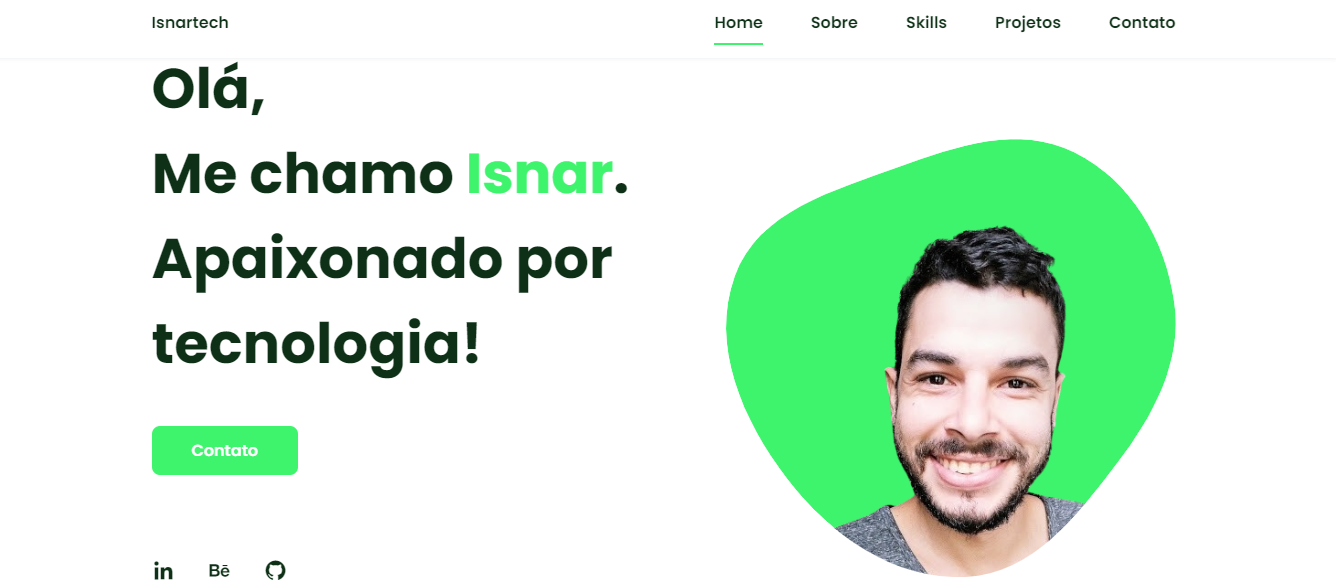 Isnartech
Home Sobre Skills Projetos Contato
Olá,
Me chamo Isnar.
Apaixonado por
tecnologia!
Contato
in Bē